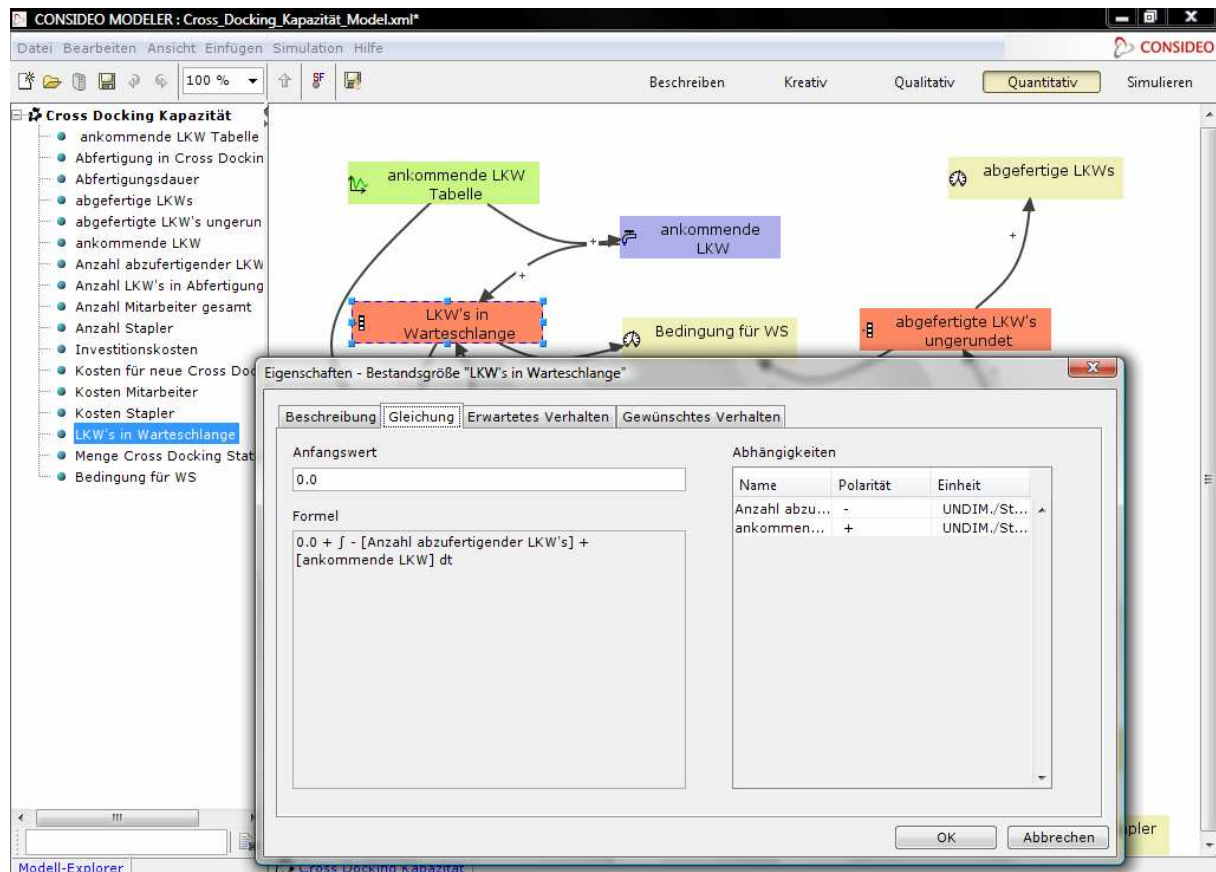 CONSIDEO MODELER : Cross_Docking_Kapazität_Model.xml*
Datei Bearbeiten Ansicht Einfügen Simulation Hilfe
CONSIDEO
100 %
SF
Beschreiben Kreativ Qualitativ Quantitativ Simulieren
Cross Docking Kapazität
ankommende LKW Tabelle
Abfertigung in Cross Dockin
Abfertigungsdauer
abgefertige LKWs
abgefertigte LKW's ungerun
ankommende LKW
Anzahl abzufertigender LKW
Anzahl LKW's in Abfertigung
Anzahl Mitarbeiter gesamt
Anzahl Stapler
Investitionskosten
Kosten für neue Cross Doc
Kosten Mitarbeiter
Kosten Stapler
LKW's in Warteschlange
Menge Cross Docking Stat
Bedingung für WS
ankommende LKW
Tabelle
abgefertige LKWs
+
ankommende
LKW
+
+
LKW's in
Warteschlange
Bedingung für WS
abgefertigte LKW's
ungerundet
Eigenschaften - Bestandsgröße "LKW's in Warteschlange"
Beschreibung Gleichung Erwartetes Verhalten Gewünschtes Verhalten
Anfangswert
0.0
Formel
0.0 + ∫ - [Anzahl abzufertigender LKW's] +
[ankommende LKW] dt
Abhängigkeiten
Name Polarität Einheit
Anzahl abzu... - UNDIM./St...
ankommen... + UNDIM./St...
OK Abbrechen
pler
Modell-Explorer
Cross Docking Kapazität